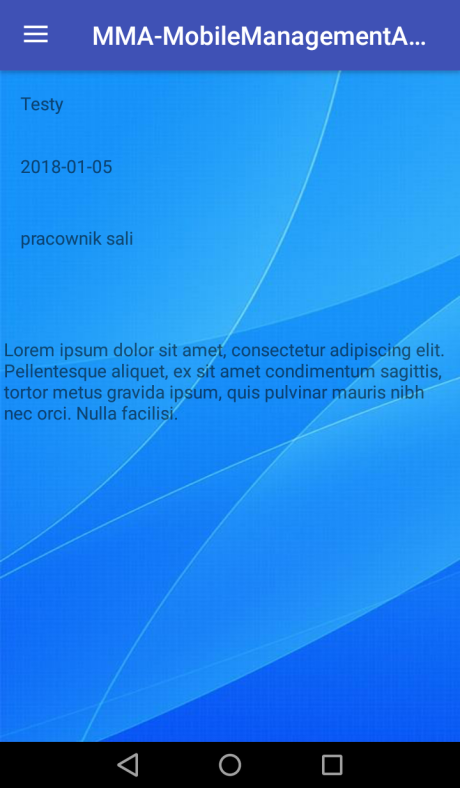 MMA-MobileManagementA...
Testy
2018-01-05
pracownik sali
Lorem ipsum dolor sit amet, consectetur adipiscing elit.
Pellentesque aliquet, ex sit amet condimentum sagittis,
tortor metus gravida ipsum, quis pulvinar mauris nibh
nec orci. Nulla facilisi.